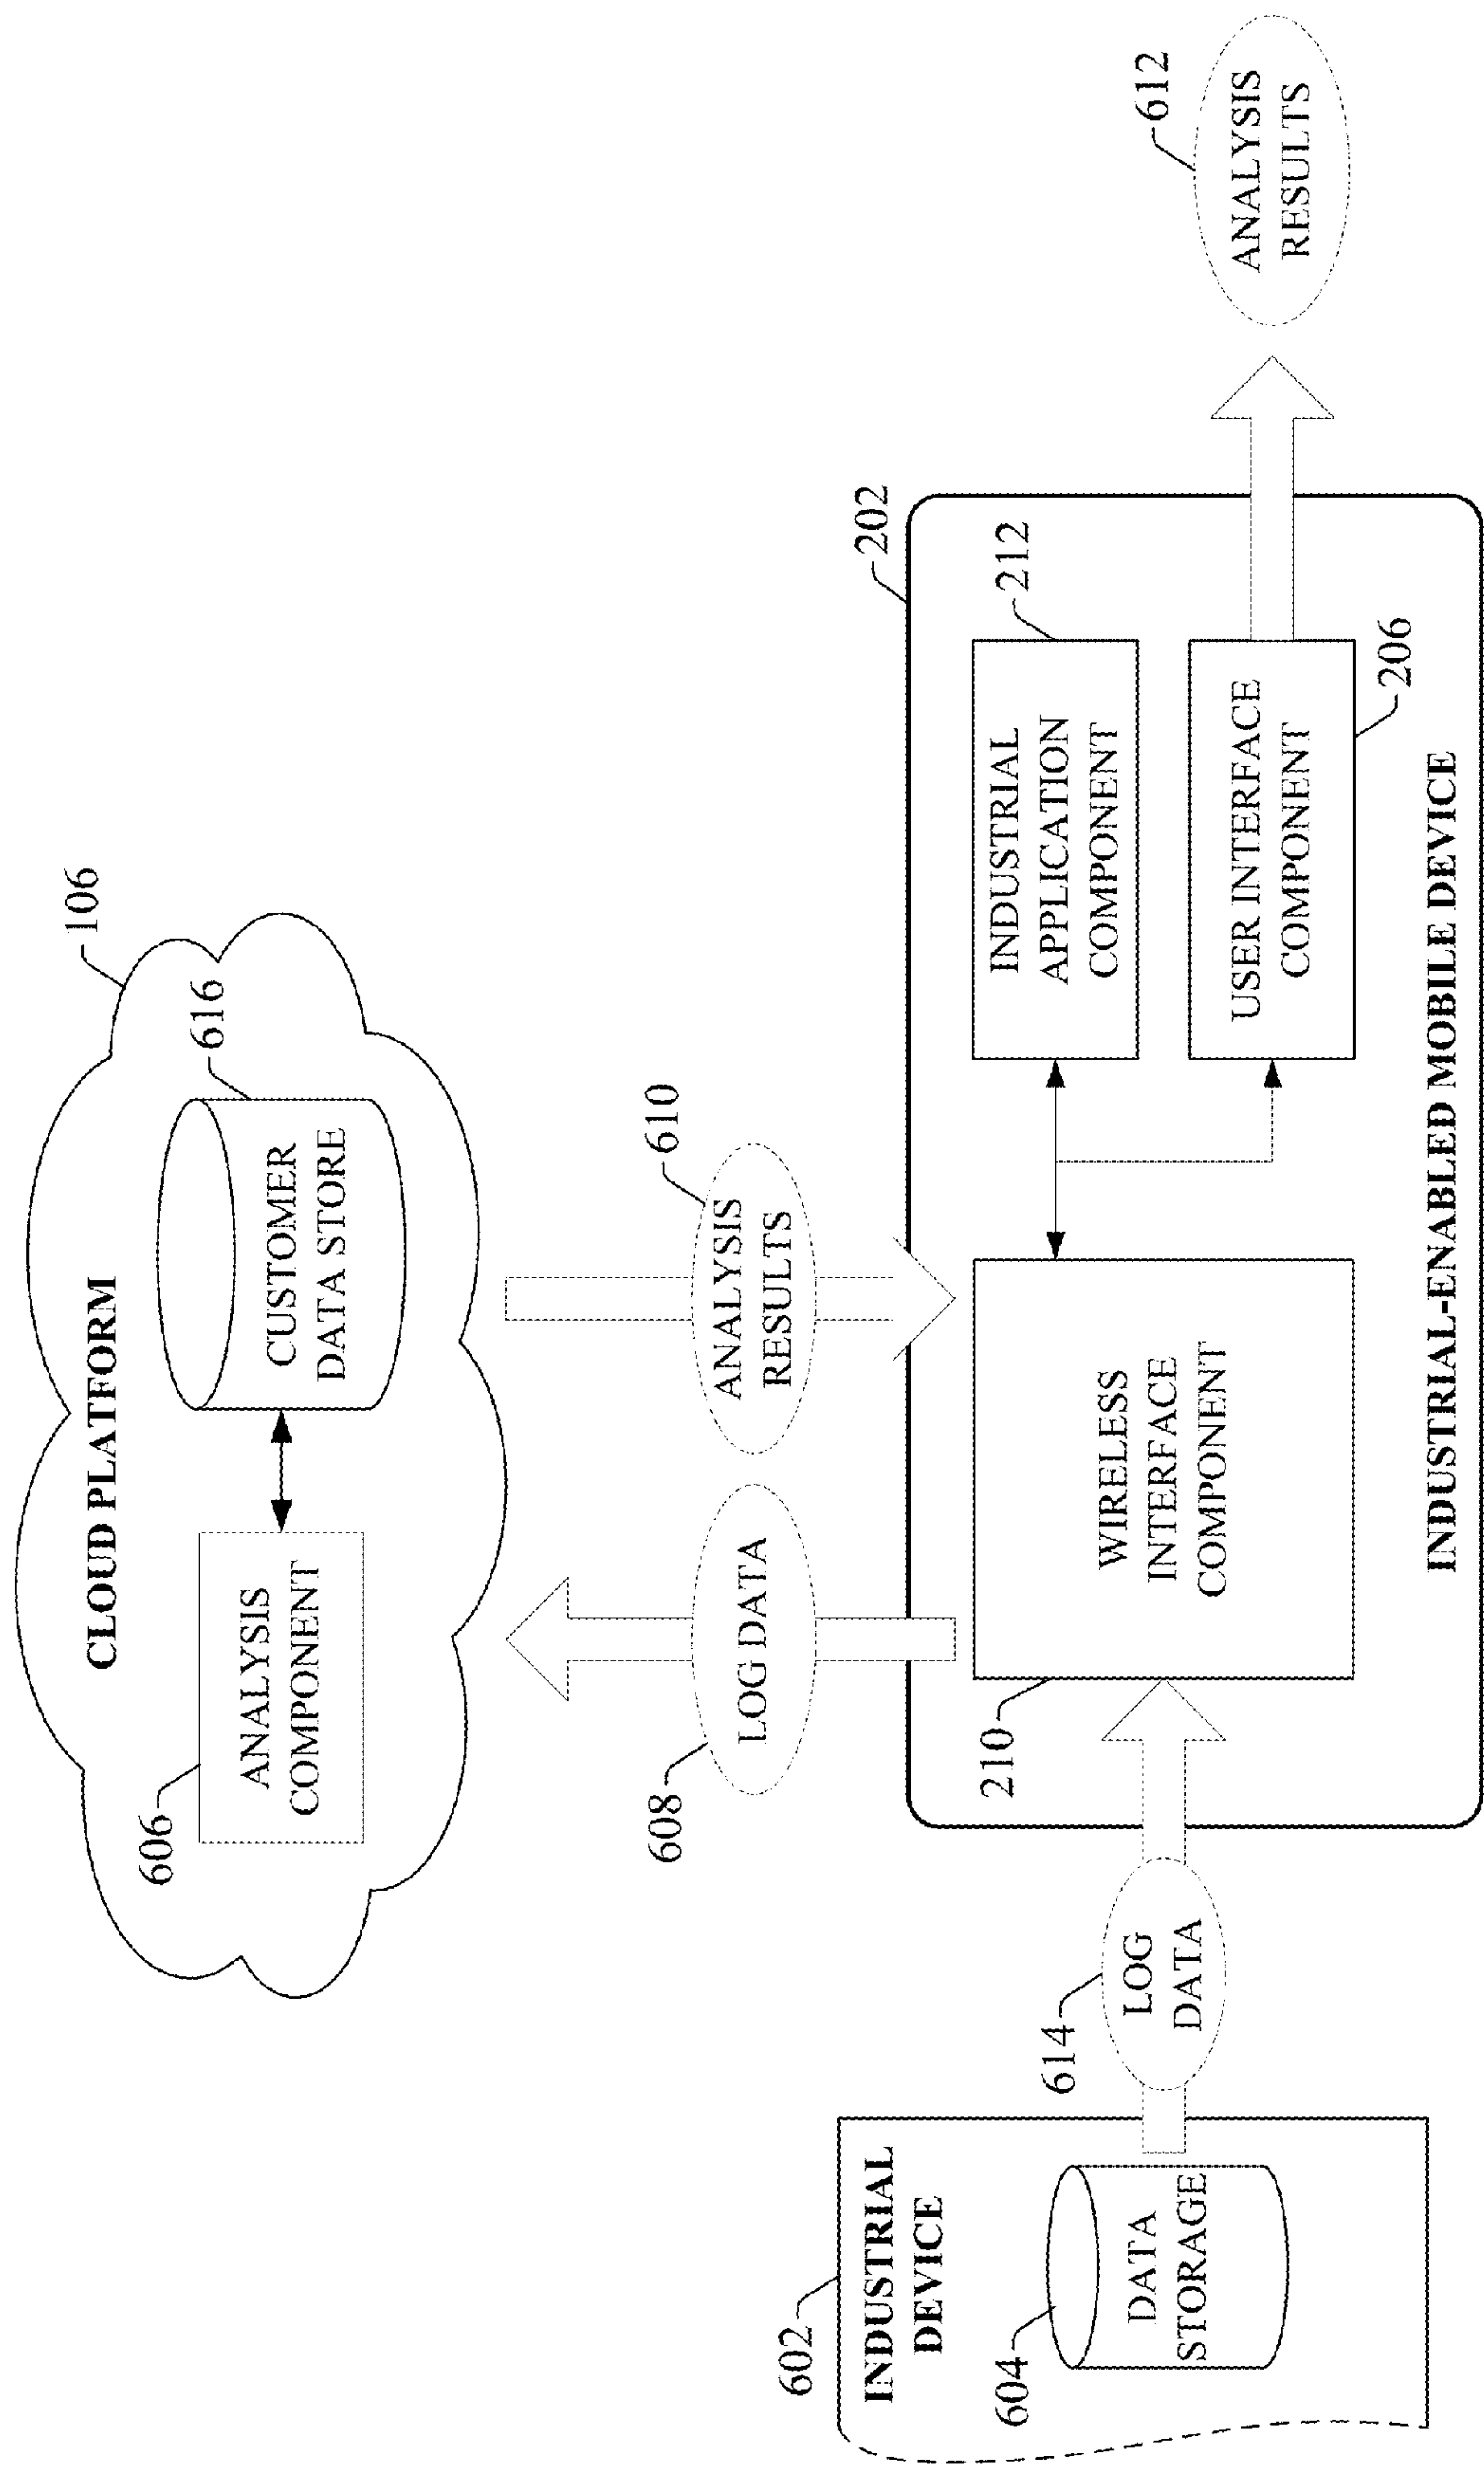 CLOUD PLATFORM
106
606
ANALYSIS
COMPONENT
616
CUSTOMER
DATA STORE
608
LOG DATA
610
ANALYSIS
RESULTS
602
INDUSTRIAL
DEVICE
604
DATA
STORAGE
614
LOG
DATA
202
210
WIRELESS
INTERFACE
COMPONENT
212
INDUSTRIAL
APPLICATION
COMPONENT
USER INTERFACE
COMPONENT
206
INDUSTRIAL-ENABLED MOBILE DEVICE
612
ANALYSIS
RESULTS